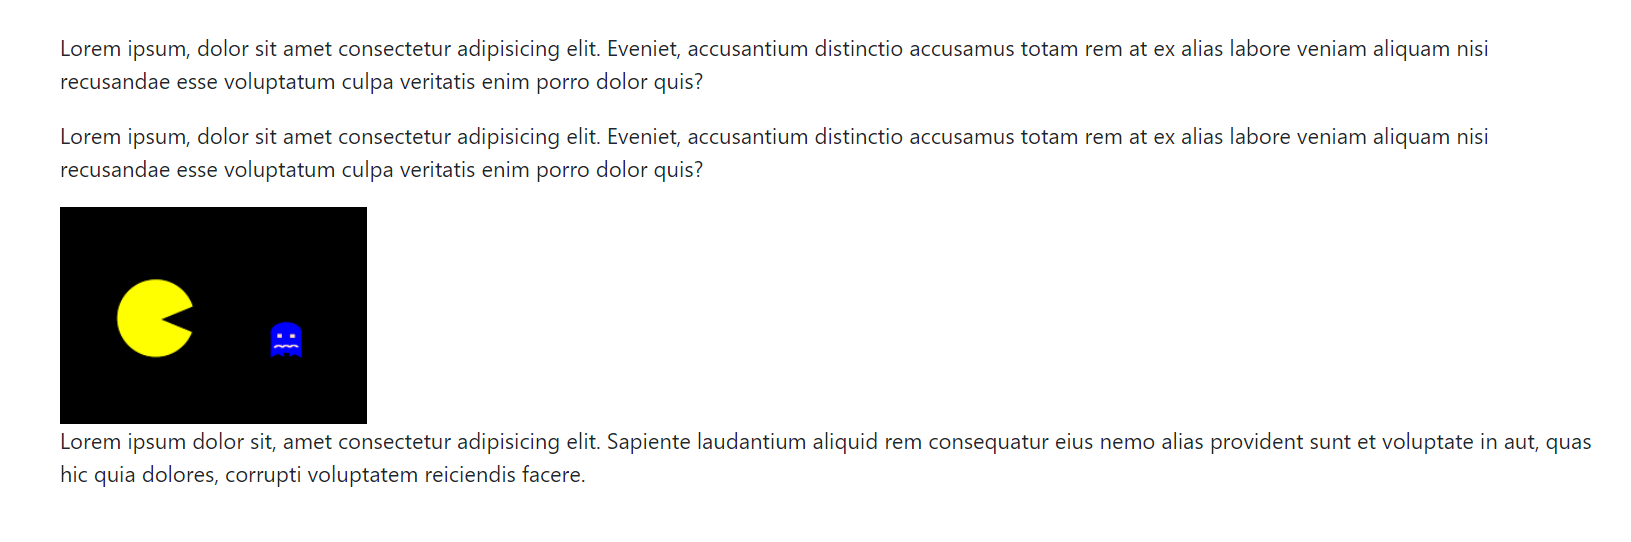 Lorem ipsum, dolor sit amet consectetur adipisicing elit. Eveniet, accusantium distinctio accusamus totam rem at ex alias labore veniam aliquam nisi
recusandae esse voluptatum culpa veritatis enim porro dolor quis?
Lorem ipsum, dolor sit amet consectetur adipisicing elit. Eveniet, accusantium distinctio accusamus totam rem at ex alias labore veniam aliquam nisi
recusandae esse voluptatum culpa veritatis enim porro dolor quis?
Lorem ipsum dolor sit, amet consectetur adipisicing elit. Sapiente laudantium aliquid rem consequatur eius nemo alias provident sunt et voluptate in aut, quas
hic quia dolores, corrupti voluptatem reiciendis facere.